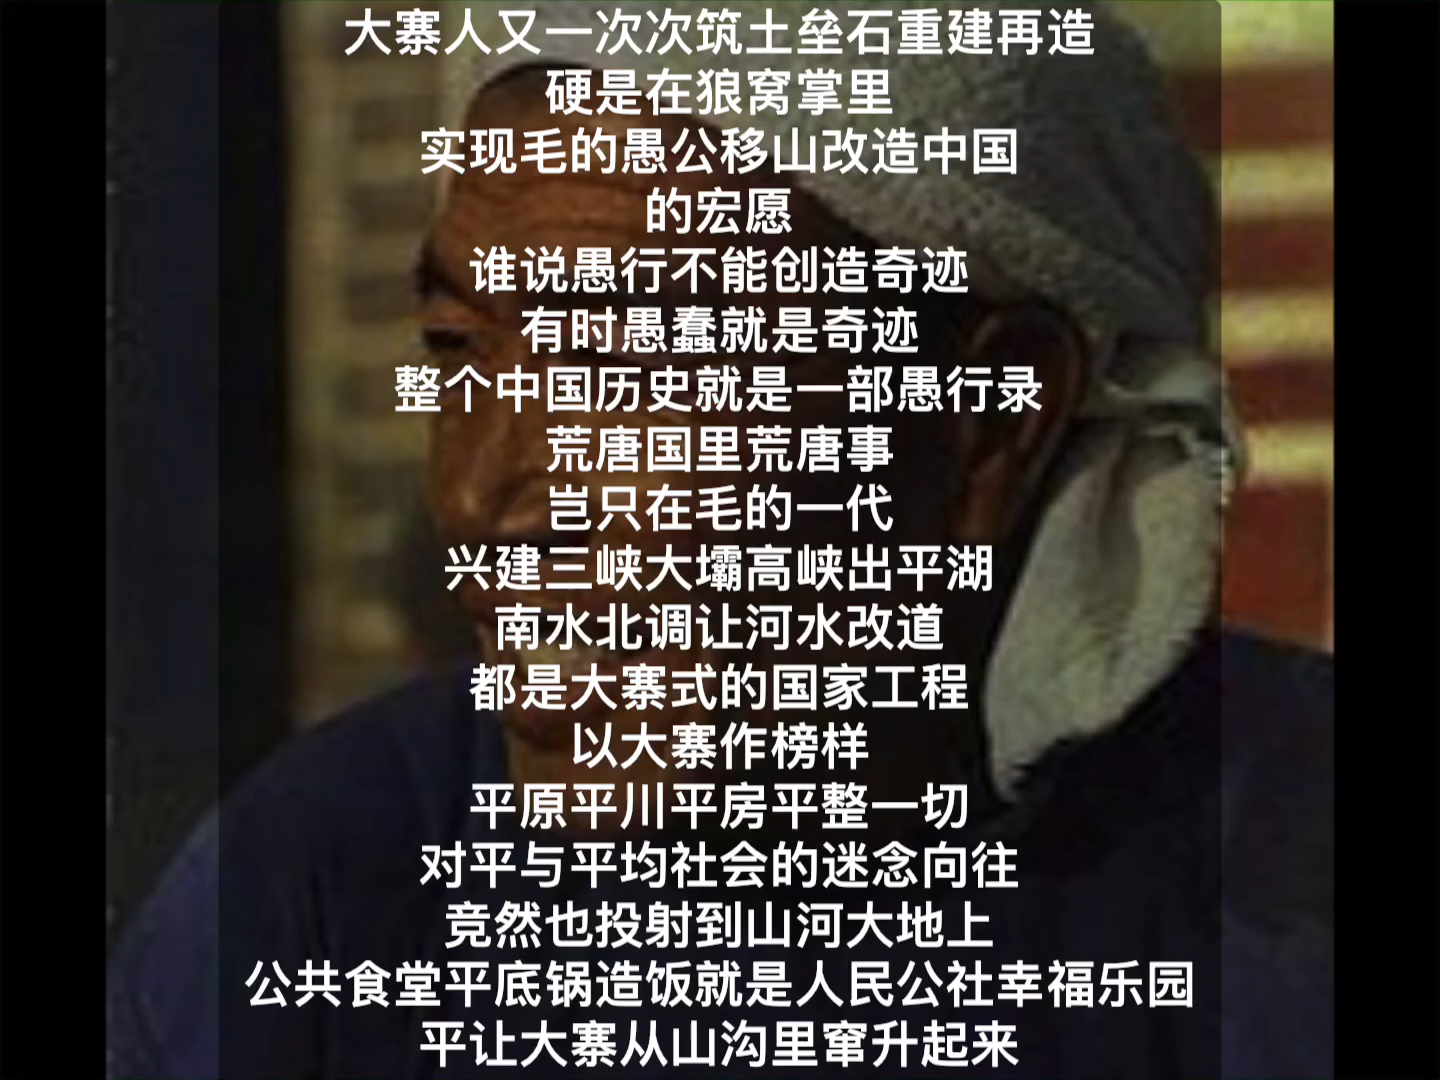 大寨人又一次次筑土垒石重建再造
硬是在狼窝掌里
实现毛的愚公移山改造中国
的宏愿
谁说愚行不能创造奇迹
有时愚蠢就是奇迹
整个中国历史就是一部愚行录
荒唐国里荒唐事
岂只在毛的一代
兴建三峡大坝高峡出平湖
南水北调让河水改道
都是大寨式的国家工程
以大寨作榜样
平原平川平房平整一切
对平与平均社会的迷念向往
竞然也投射到山河大地上
公共食堂平底锅造饭就是人民公社幸福乐园
平让大寨从山沟里窜升起来